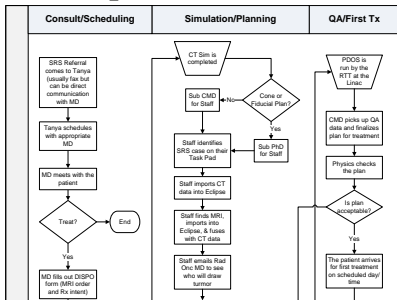 Consult/Scheduling
SRS Referral
comes to Tanya
(usually fax but
can be direct
communication
with MD)
Tanya schedules
with appropriate
MD
MD meets with the
patient
Treat?
End
MD fills out DISPO
form (MRI order
and Rx intent)
Simulation/Planning
CT Sim is
completed
Cone or
Fiducial Plan?
No
Sub CMD
for Staff
Yes
Sub PhD
for Staff
Staff identifies
SRS case on their
Task Pad
Staff imports CT
data into Eclipse
Staff finds MRI,
imports into
Eclipse, & fuses
with CT data
Staff emails Rad
Onc MD to see
who will draw
turmor
QA/First Tx
PDOS is
run by the
RTT at the
Linac
CMD picks up QA
data and finalizes
plan for treatment
Physics checks
the plan
Is plan
acceptable?
Yes
The patient arrives
for first treatment
on scheduled day/
time